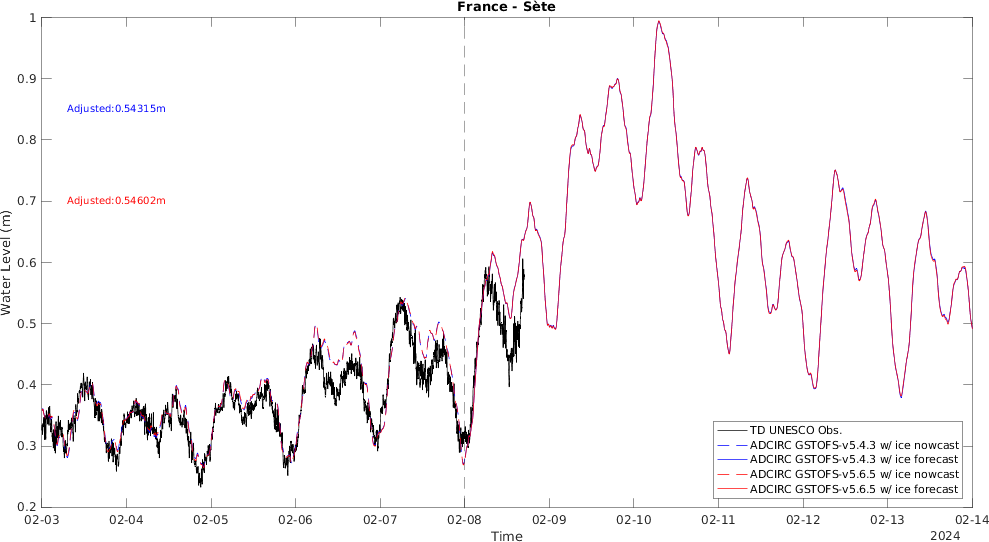 France - Sète
1
0.9
0.8
0.7
0.6
0.5
0.4
0.3
0.2
Water Level (m)
Adjusted:0.54315m
Adjusted:0.54602m
TD UNESCO Obs.
ADCIRC GSTOFS-v5.4.3 w/ ice nowcast
ADCIRC GSTOFS-v5.4.3 w/ ice forecast
ADCIRC GSTOFS-v5.6.5 w/ ice nowcast
ADCIRC GSTOFS-v5.6.5 w/ ice forecast
02-03 02-04 02-05 02-06 02-07 02-08 02-09 02-10 02-11 02-12 02-13 02-14
Time
2024